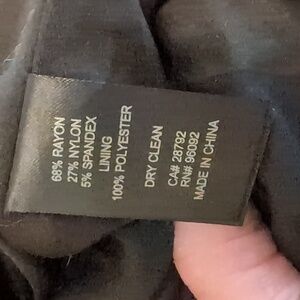 68% RAYON
27% NYLON
5% SPANDEX
LINING
100% POLYESTER
DRY CLEAN
CA# 28792
RN# 96092
MADE IN CHINA